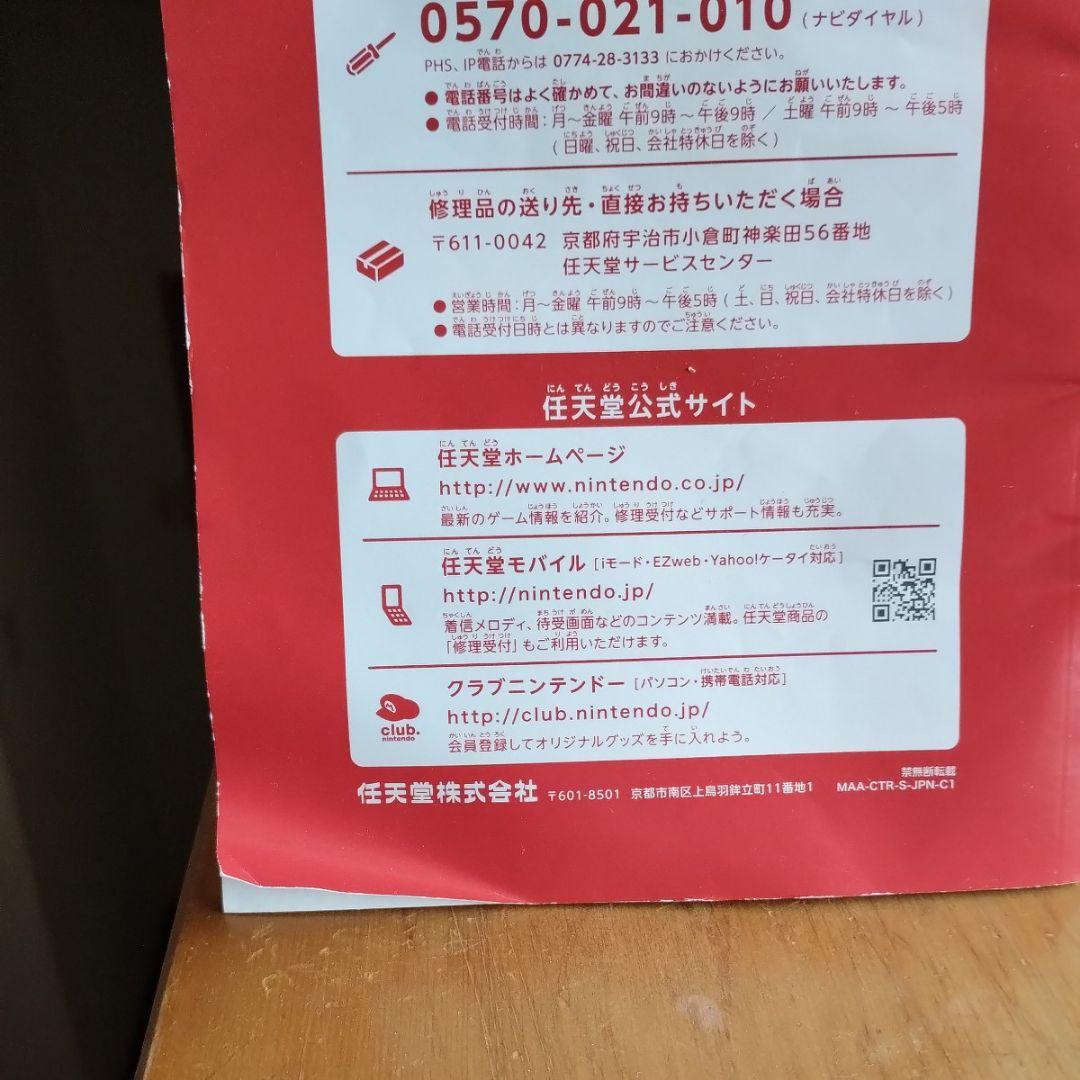 0570-021-010 (ナビダイヤル)
PHS、IP電話からは 0774-28-3133 におかけください。
● 電話番号はよく確かめて、お間違いのないようにお願いいたします。
● 電話受付時間：月～金曜 午前9時 ～ 午後9時 / 土曜 午前9時 ～ 午後5時
(日曜、祝日、会社特休日を除く)
修理品の送り先・直接お持ちいただく場合
〒611-0042 京都府宇治市小倉町神楽田56番地
任天堂サービスセンター
● 営業時間：月～金曜 午前9時 ～ 午後5時 (土、日、祝日、会社特休日を除く)
● 電話受付日時とは異なりますのでご注意ください。
任天堂公式サイト
任天堂ホームページ
http://www.nintendo.co.jp/
最新のゲーム情報を紹介。修理受付などサポート情報も充実。
任天堂モバイル [iモード・EZweb・Yahoo!ケータイ対応]
http://nintendo.jp/
着信メロディ、待受画面などのコンテンツ満載。任天堂商品の
「修理受付」もご利用いただけます。
クラブニンテンドー [パソコン・携帯電話対応]
http://club.nintendo.jp/
会員登録してオリジナルグッズを手に入れよう。
club.
nintendo
禁無断転載
任天堂株式会社 〒601-8501 京都市南区上鳥羽鉾立町11番地1 MAA-CTR-S-JPN-C1